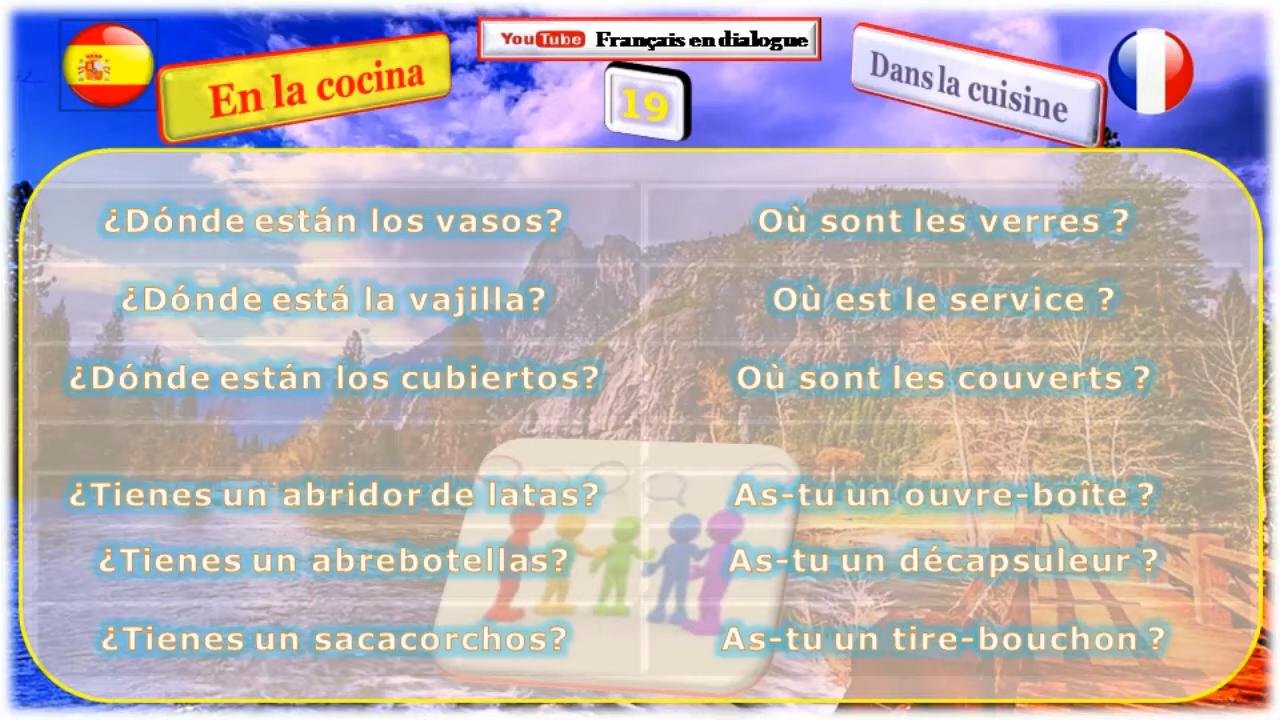 En la cocina
YouTube Français en dialogue
19
Dans la cuisine
¿Dónde están los vasos? Où sont les verres ?
¿Dónde está la vajilla? Où est le service ?
¿Dónde están los cubiertos? Où sont les couverts ?
¿Tienes un abridor de latas? As-tu un ouvre-boîte ?
¿Tienes un abrebotellas? As-tu un décapsuleur ?
¿Tienes un sacacorchos? As-tu un tire-bouchon ?